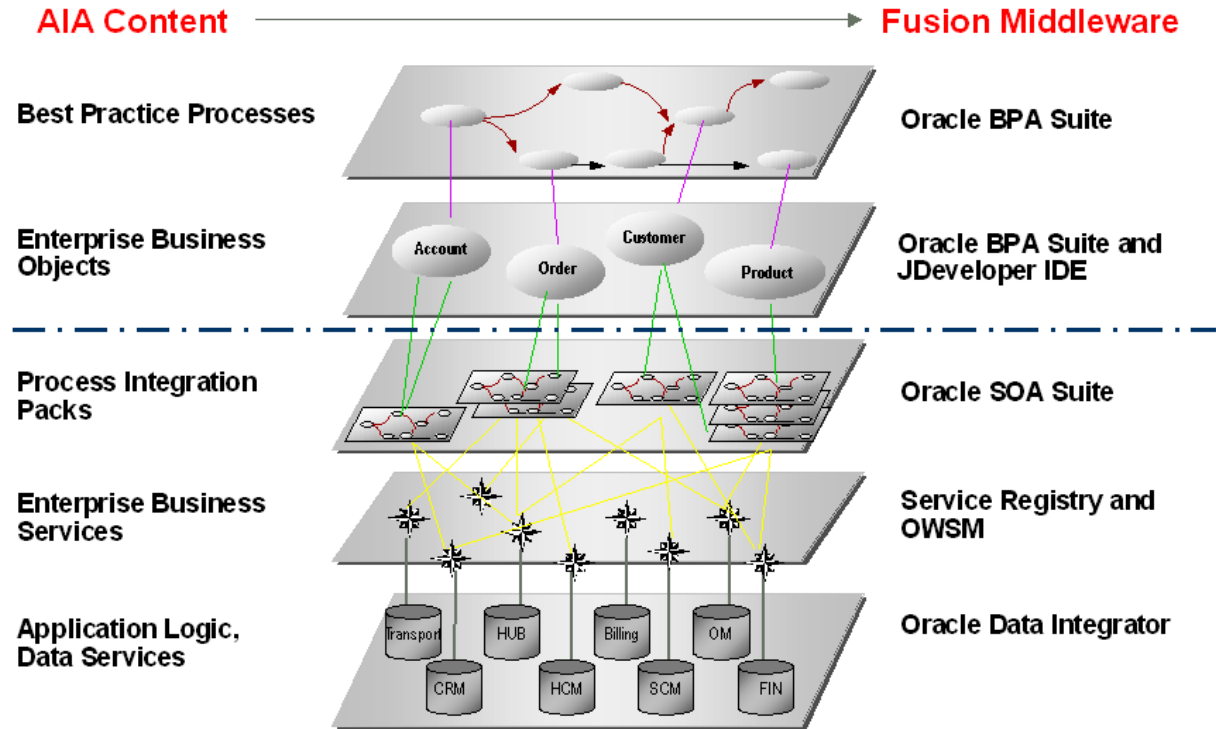 AIA Content
Fusion Middleware
Best Practice Processes
Oracle BPA Suite
Enterprise Business
Objects
Account
Order
Customer
Product
Oracle BPA Suite and
JDeveloper IDE
Process Integration
Packs
Oracle SOA Suite
Enterprise Business
Services
Service Registry and
OWSM
Application Logic,
Data Services
Transport
HUB
Billing
OM
CRM
HCM
SCM
FIN
Oracle Data Integrator